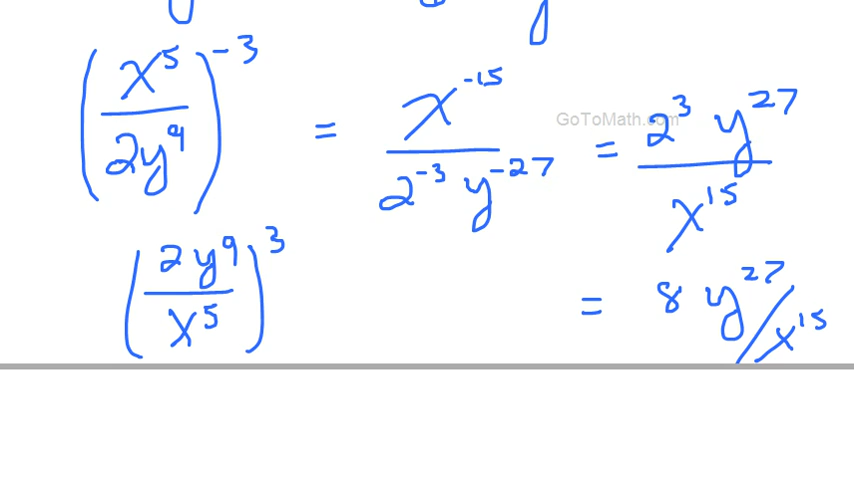 (x^5 / 2y^9)^-3 = x^-15 / 2^-3 y^-27 = 2^3 y^27 / x^15
GoToMath.com
(2y^9 / x^5)^3 = 8 y^27 / x^15